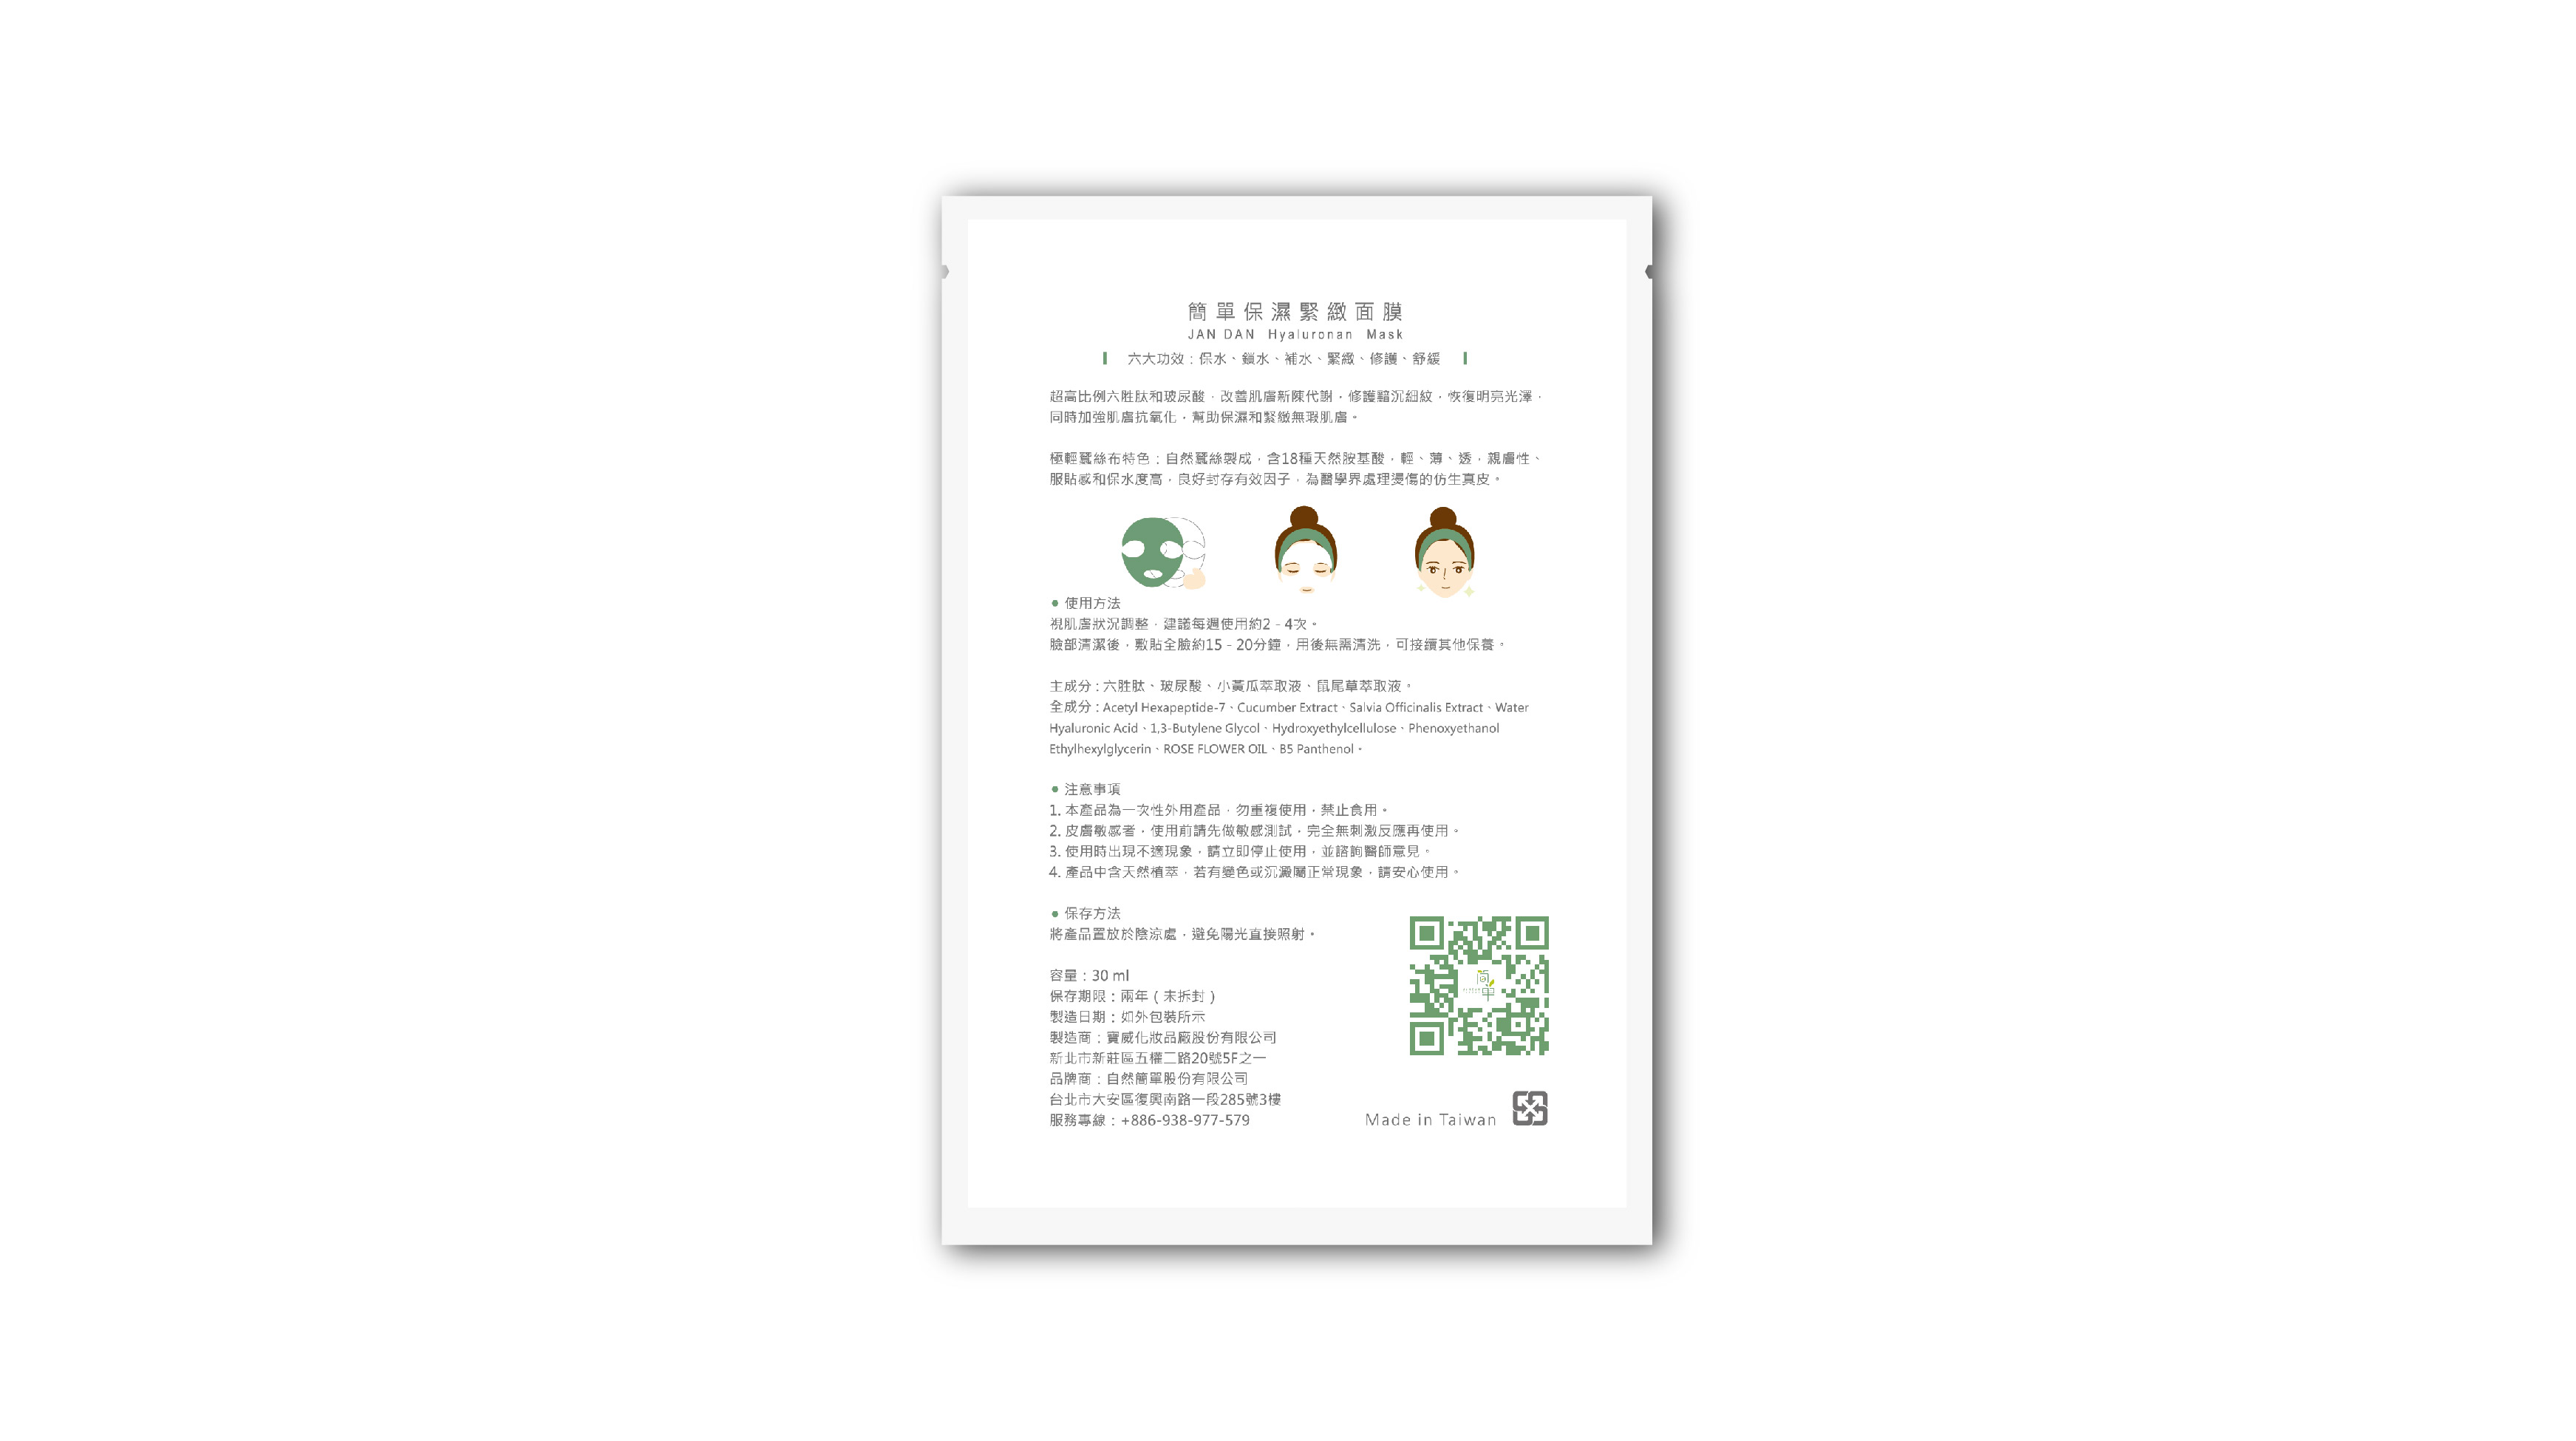 簡單保濕緊緻面膜
JAN DAN Hyaluronan Mask
六大功效：保水、鎖水、補水、緊緻、修護、舒緩
超高比例六胜肽和玻尿酸，改善肌膚新陳代謝，修護黯沉細紋，恢復明亮光澤，
同時加強肌膚抗氧化，幫助保濕和緊緻無瑕肌膚。
極輕蠶絲布特色：自然蠶絲製成，含18種天然胺基酸，輕、薄、透，親膚性、
服貼感和保水度高，良好封存有效因子，為醫學界處理燙傷的仿生真皮。
● 使用方法
視肌膚狀況調整，建議每週使用約2 - 4次。
臉部清潔後，敷貼全臉約15 - 20分鐘，用後無需清洗，可接續其他保養。
主成分：六胜肽、玻尿酸、小黃瓜萃取液、鼠尾草萃取液。
全成分：Acetyl Hexapeptide-7、Cucumber Extract、Salvia Officinalis Extract、Water
Hyaluronic Acid、1,3-Butylene Glycol、Hydroxyethylcellulose、Phenoxyethanol
Ethylhexylglycerin、ROSE FLOWER OIL、B5 Panthenol。
● 注意事項
1. 本產品為一次性外用產品，勿重複使用，禁止食用。
2. 皮膚敏感者，使用前請先做敏感測試，完全無刺激反應再使用。
3. 使用時出現不適現象，請立即停止使用，並諮詢醫師意見。
4. 產品中含天然植萃，若有變色或沉澱屬正常現象，請安心使用。
● 保存方法
將產品置放於陰涼處，避免陽光直接照射。
容量：30 ml
保存期限：兩年（未拆封）
製造日期：如外包裝所示
製造商：寶威化妝品廠股份有限公司
新北市新莊區五權二路20號5F之一
品牌商：自然簡單股份有限公司
台北市大安區復興南路一段285號3樓
服務專線：+886-938-977-579
簡單
Made in Taiwan